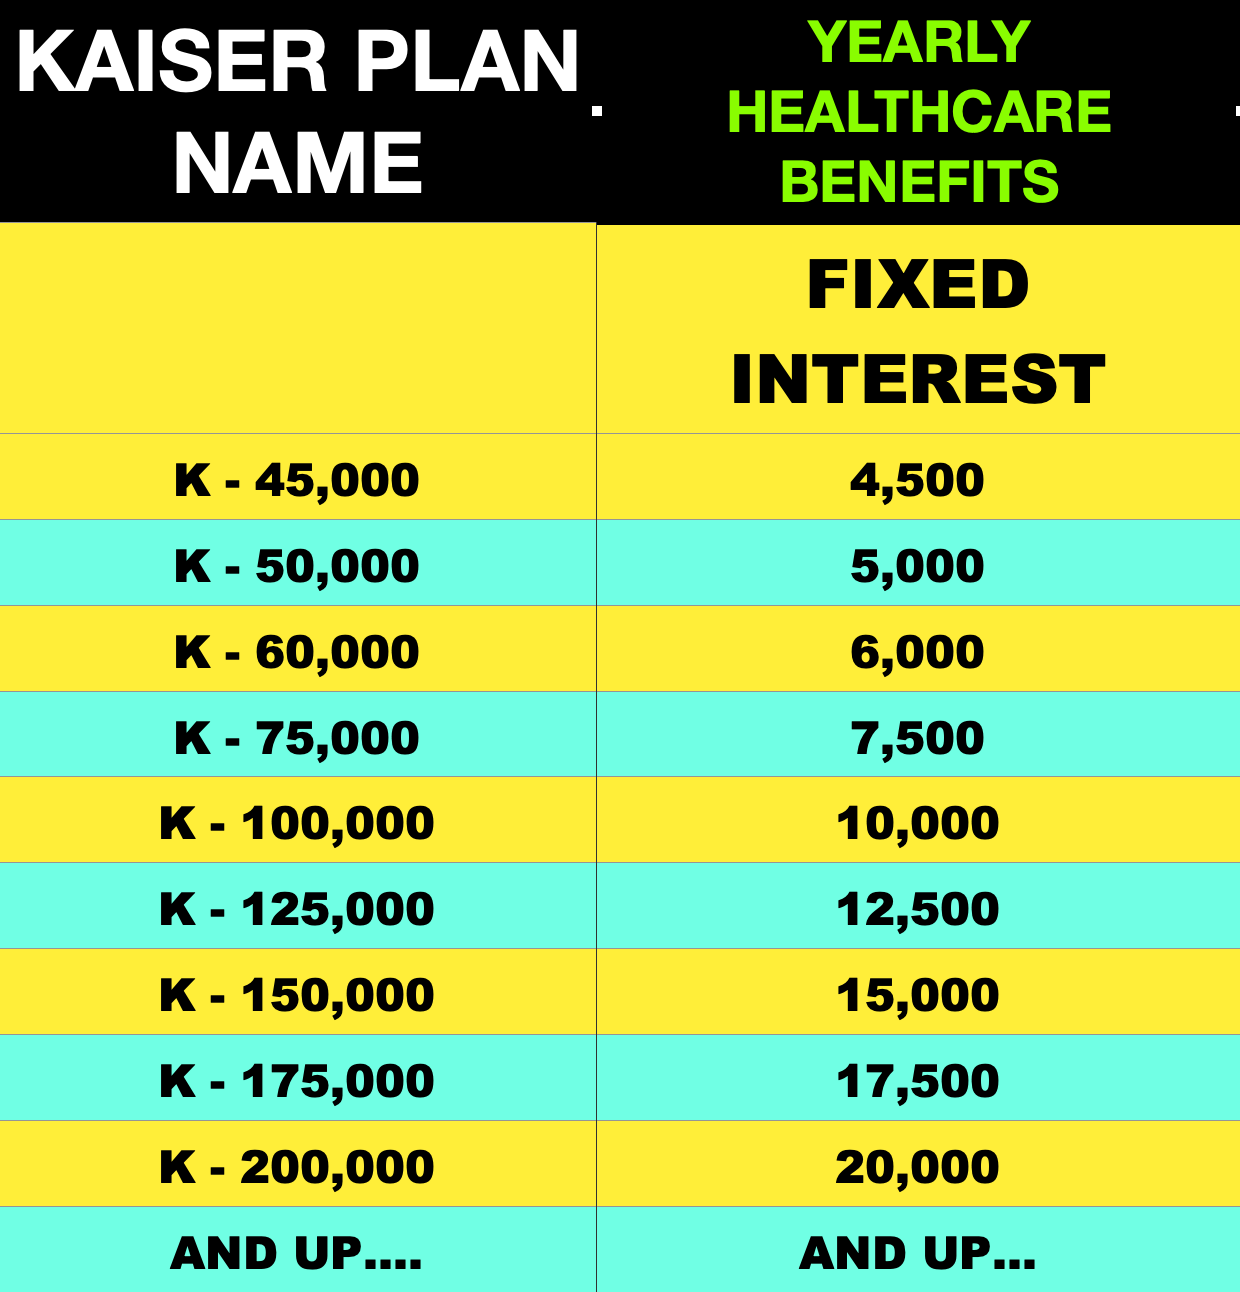 KAISER PLAN
NAME
YEARLY
HEALTHCARE
BENEFITS
FIXED
INTEREST
K - 45,000
4,500
K - 50,000
5,000
K - 60,000
6,000
K - 75,000
7,500
K - 100,000
10,000
K - 125,000
12,500
K - 150,000
15,000
K - 175,000
17,500
K - 200,000
20,000
AND UP....
AND UP...